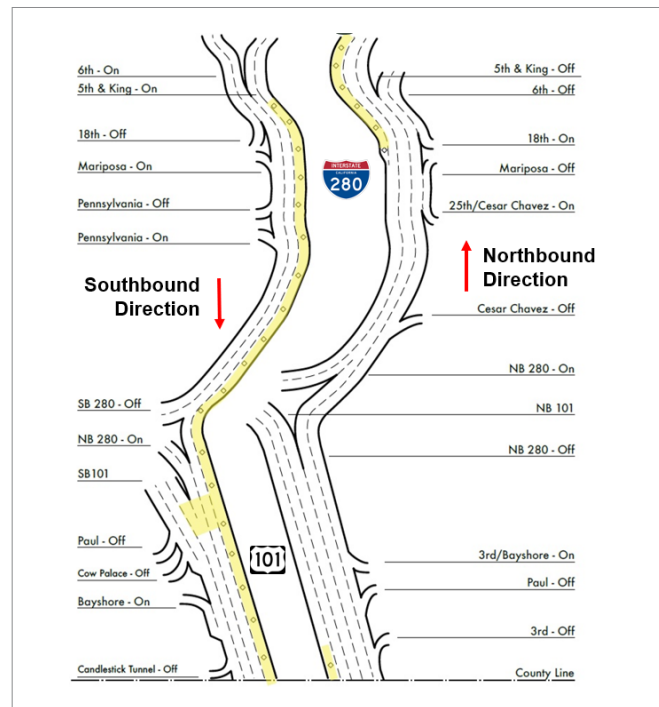 6th - On
5th & King - On
18th - Off
Mariposa - On
Pennsylvania - Off
Pennsylvania - On
Southbound
Direction
SB 280 - Off
NB 280 - On
SB101
Paul - Off
Cow Palace - Off
Bayshore - On
Candlestick Tunnel - Off
INTERSTATE
CALIFORNIA
280
101
5th & King - Off
6th - Off
18th - On
Mariposa - Off
25th/Cesar Chavez - On
Northbound
Direction
Cesar Chavez - Off
NB 280 - On
NB 101
NB 280 - Off
3rd/Bayshore - On
Paul - Off
3rd - Off
County Line